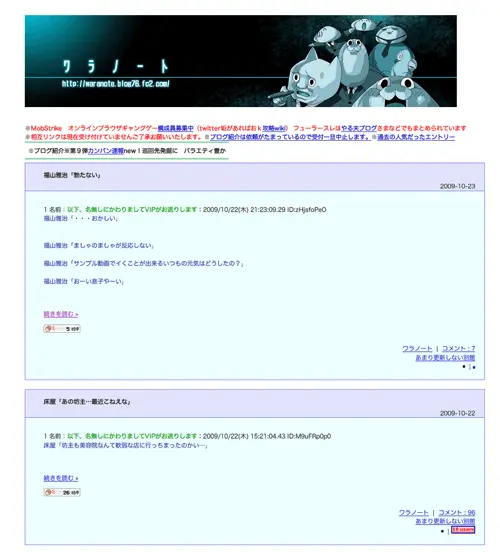 ワラノート
http://waranote.blog76.fc2.com/
※MobStrike　オンラインブラウザギャングゲー構成員募集中（twitter垢があればおｋ攻略wiki）　フューラースレはやる夫ブログさまなどでもまとめられています
※相互リンクは現在受け付けていませんご了承お願いいたします。※ブログ紹介は依頼がたまっているので受付一旦中止します。※過去の人気だったエントリー
※ブログ紹介※第９弾カンバン速報new！巡回先発掘に　バラエティ豊か
福山雅治「勃たない」
2009-10-23
1 名前：以下、名無しにかわりましてVIPがお送りします：2009/10/22(木) 21:23:09.29 ID:zHjsfoPeO
福山雅治「・・・おかしい」
福山雅治「ましゃのましゃが反応しない」
福山雅治「サンプル動画でイくことが出来るいつもの元気はどうしたの？」
福山雅治「おーい息子やーい」
続きを読む »
ワラノート | コメント : 7
あまり更新しない別館
床屋「あの坊主…最近こねえな」
2009-10-22
1 名前：以下、名無しにかわりましてVIPがお送りします：2009/10/22(木) 15:21:04.43 ID:M9uFRp0p0
床屋「坊主も美容院なんて軟弱な店に行っちまったのかい…」
続きを読む »
ワラノート | コメント : 96
あまり更新しない別館